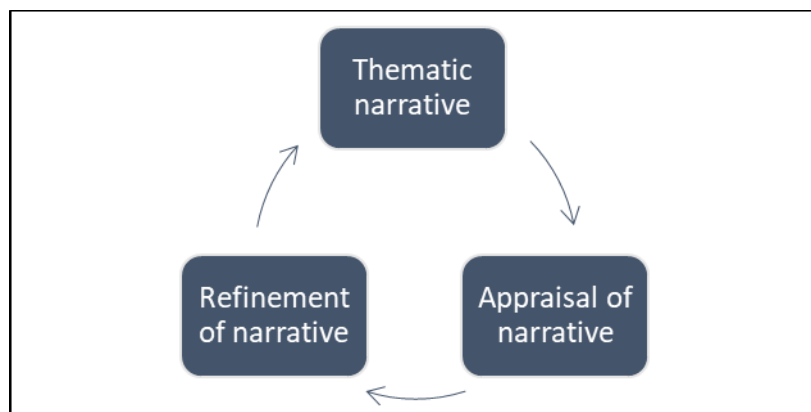 Thematic
narrative
Refinement
of narrative
Appraisal of
narrative